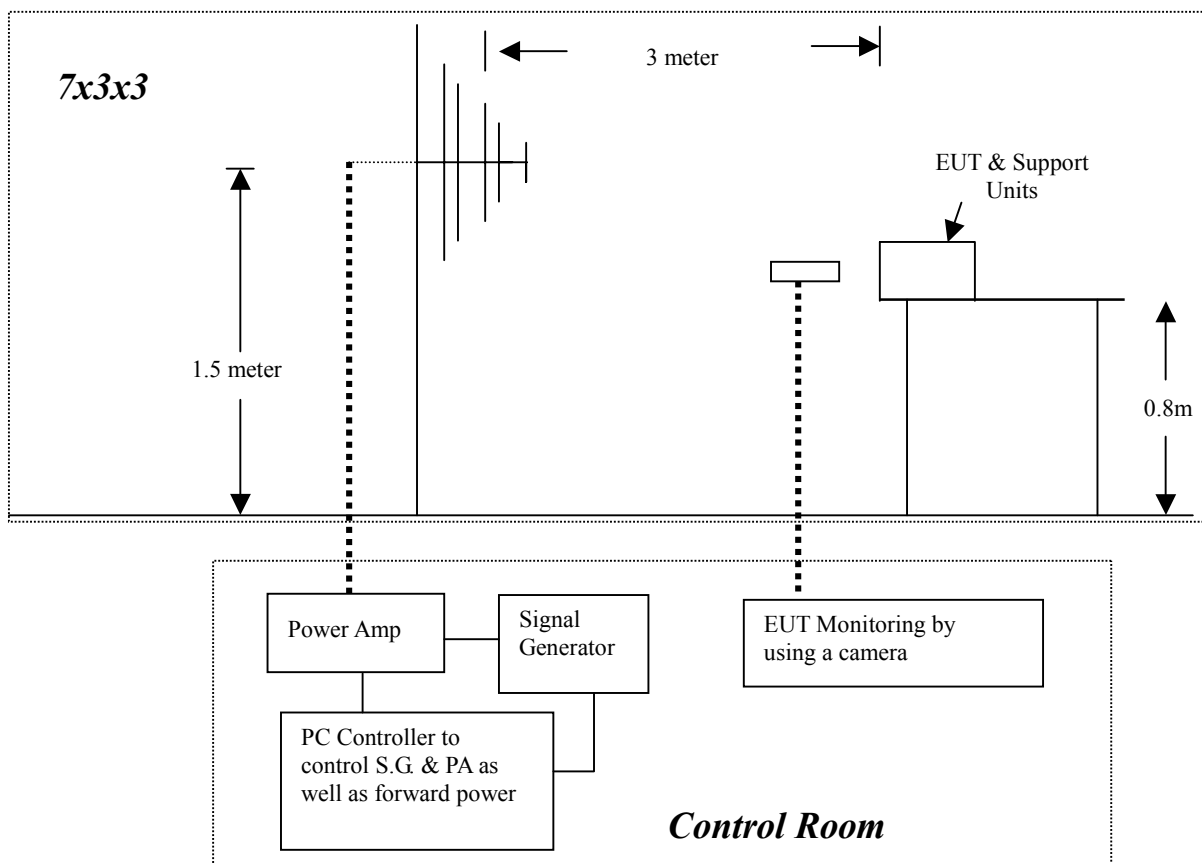 7x3x3
3 meter
EUT & Support
Units
1.5 meter
0.8m
Power Amp
Signal
Generator
EUT Monitoring by
using a camera
PC Controller to
control S.G. & PA as
well as forward power
Control Room